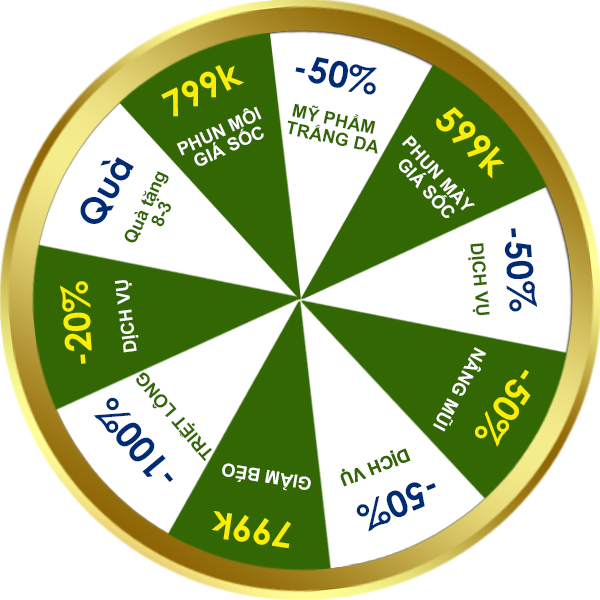 -50%
MỸ PHẨM
TRẮNG DA
599k
PHUN MÀY
GIÁ SỐC
-50%
DỊCH VỤ
-50%
NÂNG MŨI
-50%
DỊCH VỤ
799k
GIẢM BÉO
-100%
TRIỆT LÔNG
-20%
DỊCH VỤ
Quà
Quà tặng
8-3
799k
PHUN MÔI
GIÁ SỐC